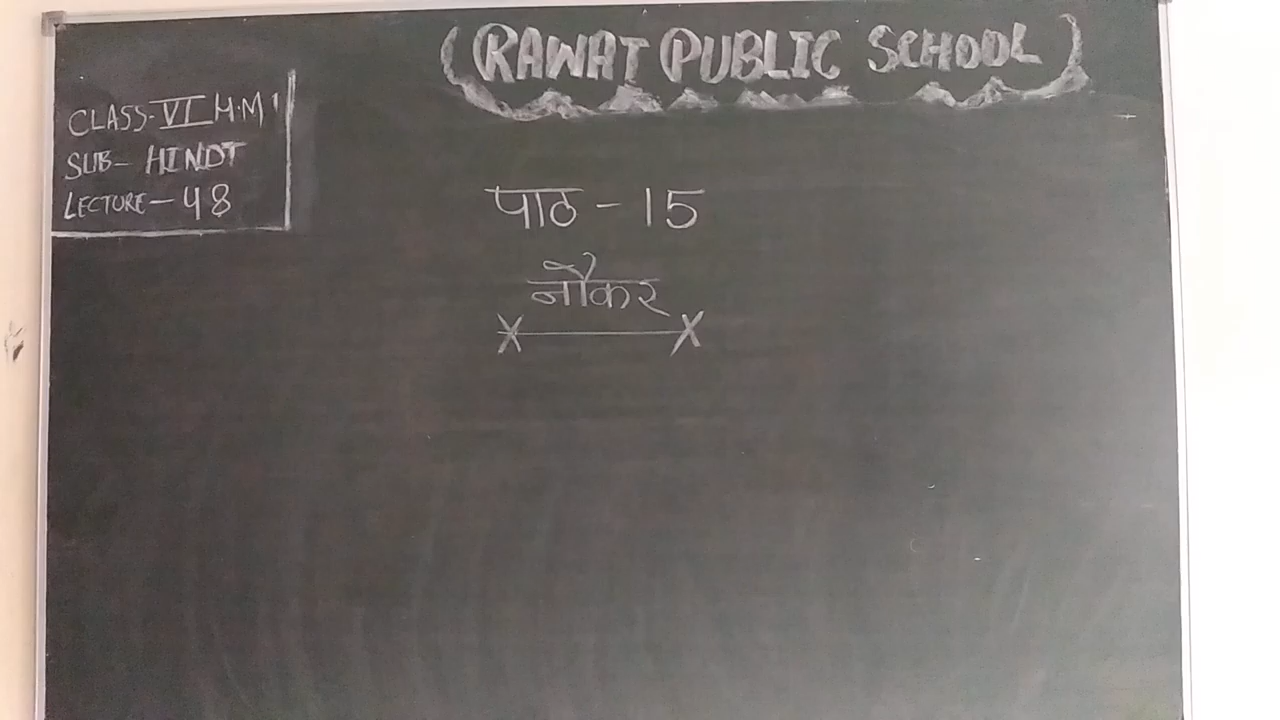 RAWAT PUBLIC SCHOOL
CLASS-VI H.M
SUB- HINDI
LECTURE-48
पाठ - 15
नौकर